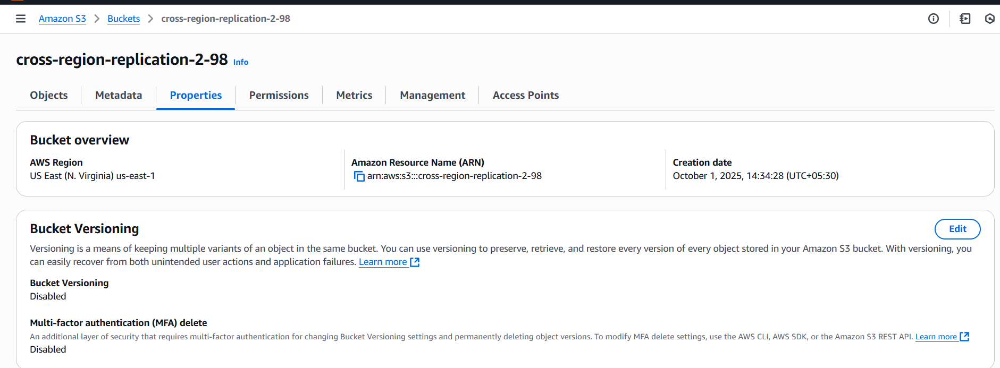 Amazon S3 > Buckets > cross-region-replication-2-98
cross-region-replication-2-98 Info
Objects Metadata Properties Permissions Metrics Management Access Points
Bucket overview
AWS Region Amazon Resource Name (ARN) Creation date
US East (N. Virginia) us-east-1 arn:aws:s3:::cross-region-replication-2-98 October 1, 2025, 14:34:28 (UTC+05:30)
Bucket Versioning Edit
Versioning is a means of keeping multiple variants of an object in the same bucket. You can use versioning to preserve, retrieve, and restore every version of every object stored in your Amazon S3 bucket. With versioning, you
can easily recover from both unintended user actions and application failures. Learn more
Bucket Versioning
Disabled
Multi-factor authentication (MFA) delete
An additional layer of security that requires multi-factor authentication for changing Bucket Versioning settings and permanently deleting object versions. To modify MFA delete settings, use the AWS CLI, AWS SDK, or the Amazon S3 REST API. Learn more
Disabled